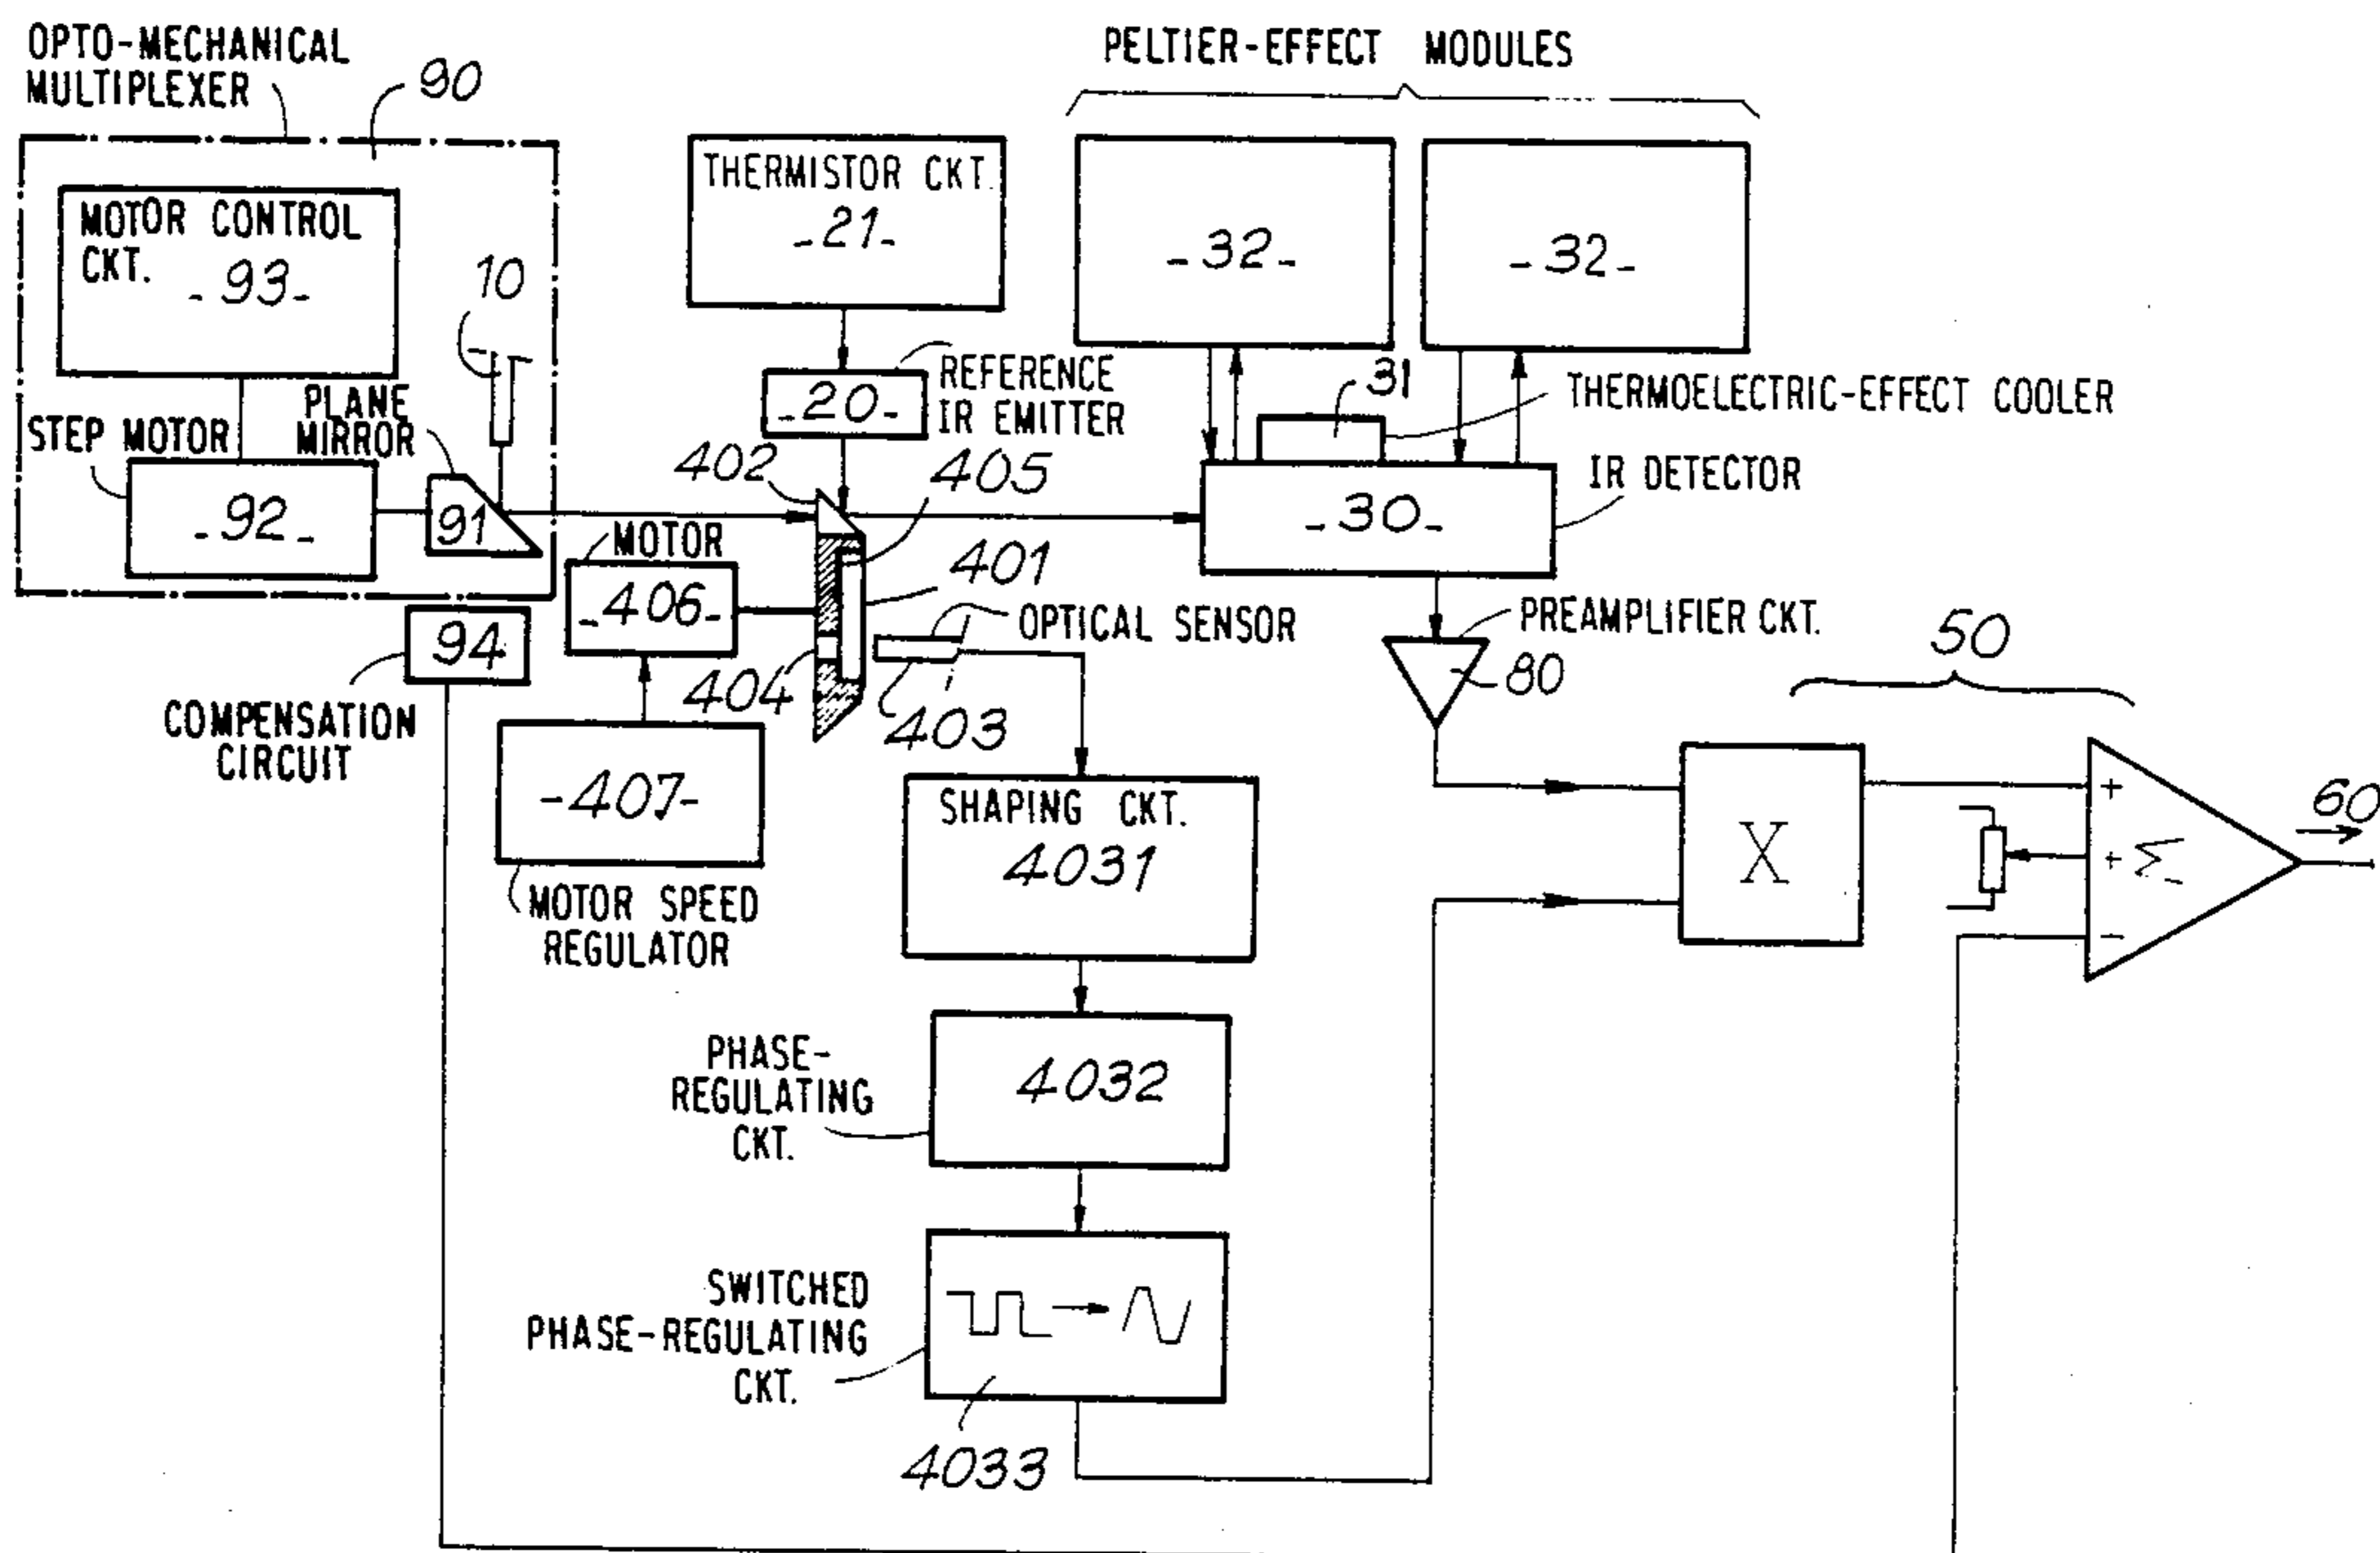 OPTO-MECHANICAL
MULTIPLEXER
90
PELTIER-EFFECT MODULES
MOTOR CONTROL
CKT.
-93-
10
THERMISTOR CKT.
-21-
-32-
-32-
STEP MOTOR
PLANE
MIRROR
-20-
REFERENCE
IR EMITTER
31
THERMOELECTRIC-EFFECT COOLER
-92-
91
402
405
-30-
IR DETECTOR
MOTOR
-406-
401
OPTICAL SENSOR
PREAMPLIFIER CKT.
80
50
94
404
403
COMPENSATION
CIRCUIT
-407-
MOTOR SPEED
REGULATOR
SHAPING CKT.
4031
X
+
+ Σ
-
60
PHASE-
REGULATING
CKT.
4032
SWITCHED
PHASE-REGULATING
CKT.
4033